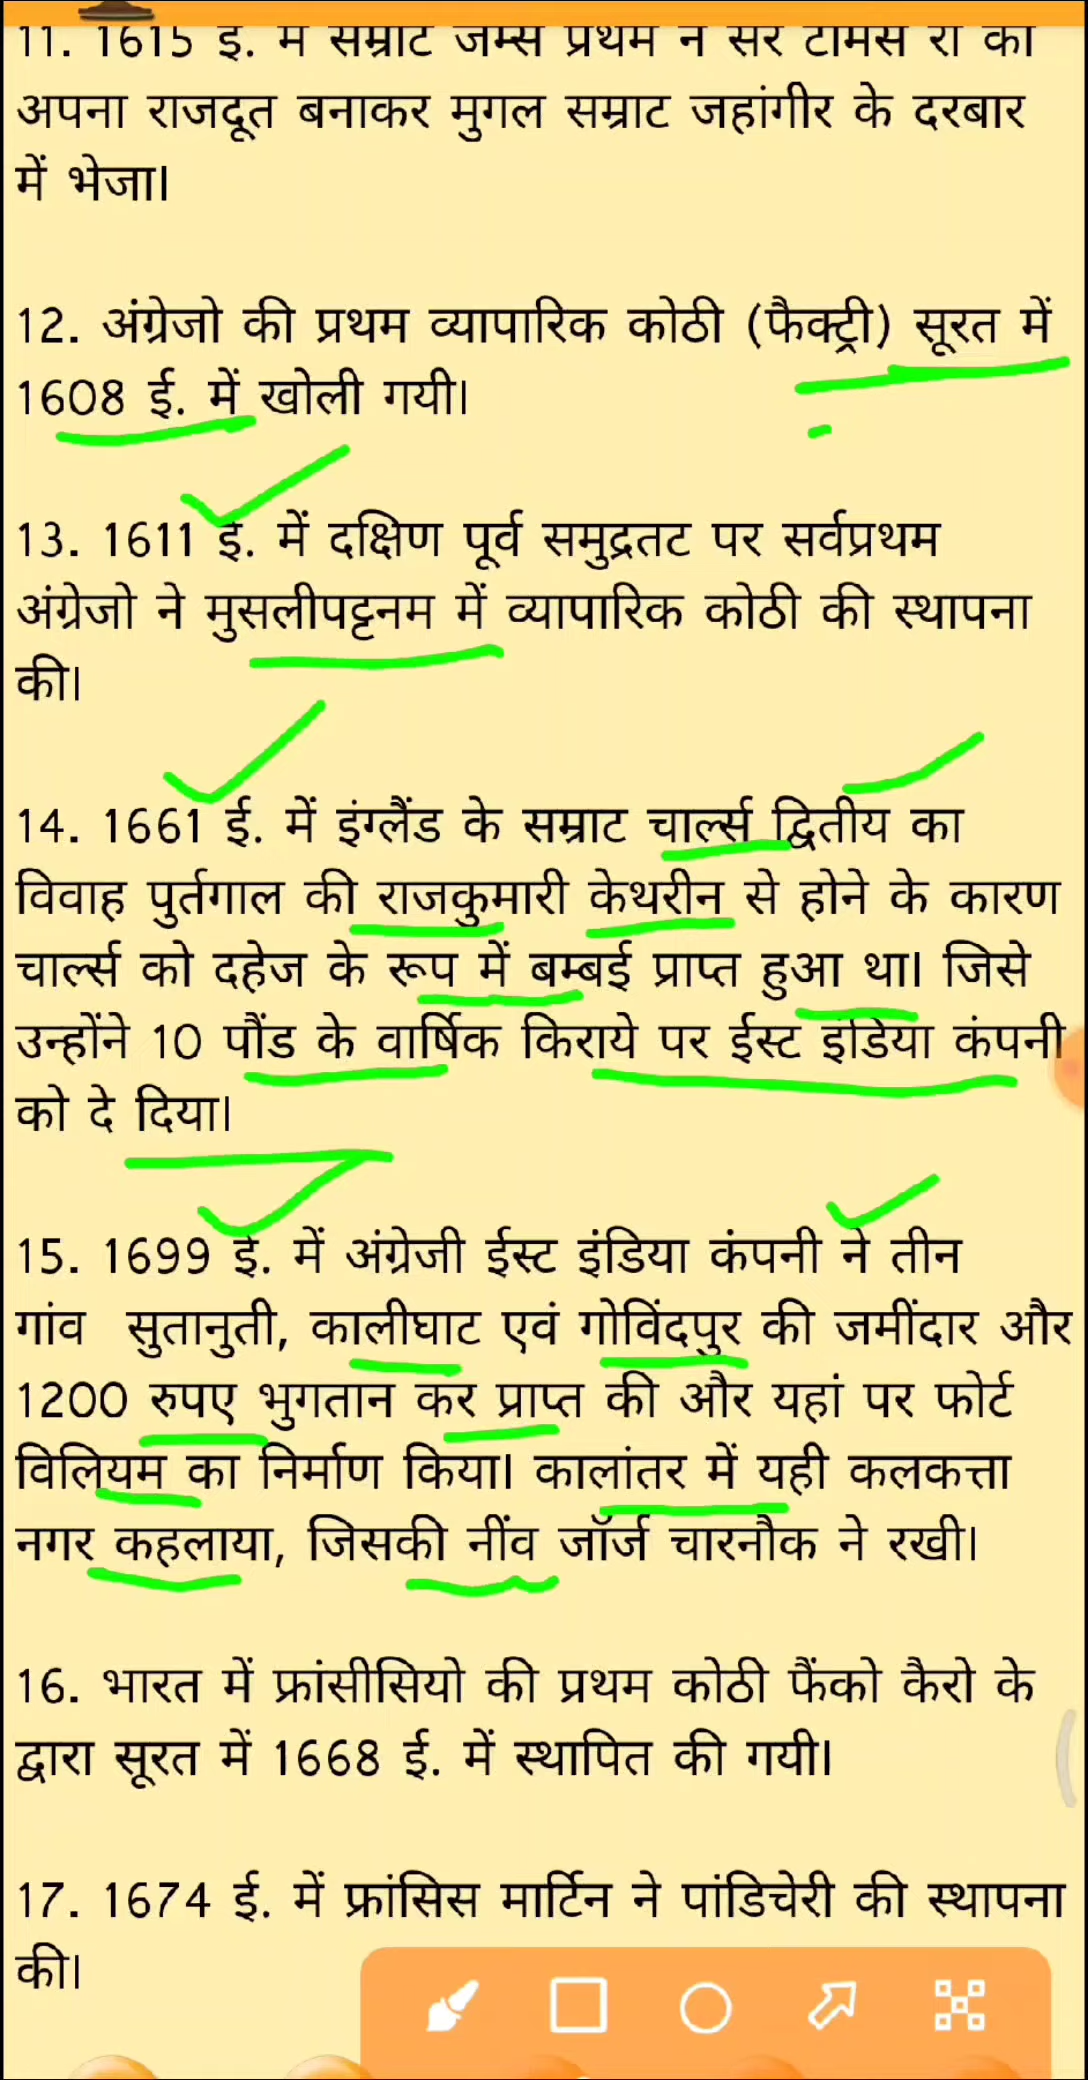 11. 1615 ई. में सम्राट जेम्स प्रथम ने सर टॉमस रो को
अपना राजदूत बनाकर मुगल सम्राट जहांगीर के दरबार
में भेजा।
12. अंग्रेजो की प्रथम व्यापारिक कोठी (फैक्ट्री) सूरत में
1608 ई. में खोली गयी।
13. 1611 ई. में दक्षिण पूर्व समुद्रतट पर सर्वप्रथम
अंग्रेजो ने मुसलीपट्टनम में व्यापारिक कोठी की स्थापना
की।
14. 1661 ई. में इंग्लैंड के सम्राट चार्ल्स द्वितीय का
विवाह पुर्तगाल की राजकुमारी केथरीन से होने के कारण
चार्ल्स को दहेज के रूप में बम्बई प्राप्त हुआ था। जिसे
उन्होंने 10 पौंड के वार्षिक किराये पर ईस्ट इंडिया कंपनी
को दे दिया।
15. 1699 ई. में अंग्रेजी ईस्ट इंडिया कंपनी ने तीन
गांव सुतानुती, कालीघाट एवं गोविंदपुर की जमींदार और
1200 रुपए भुगतान कर प्राप्त की और यहां पर फोर्ट
विलियम का निर्माण किया। कालांतर में यही कलकत्ता
नगर कहलाया, जिसकी नींव जॉर्ज चारनौक ने रखी।
16. भारत में फ्रांसीसियो की प्रथम कोठी फैंको कैरो के
द्वारा सूरत में 1668 ई. में स्थापित की गयी।
17. 1674 ई. में फ्रांसिस मार्टिन ने पांडिचेरी की स्थापना
की।